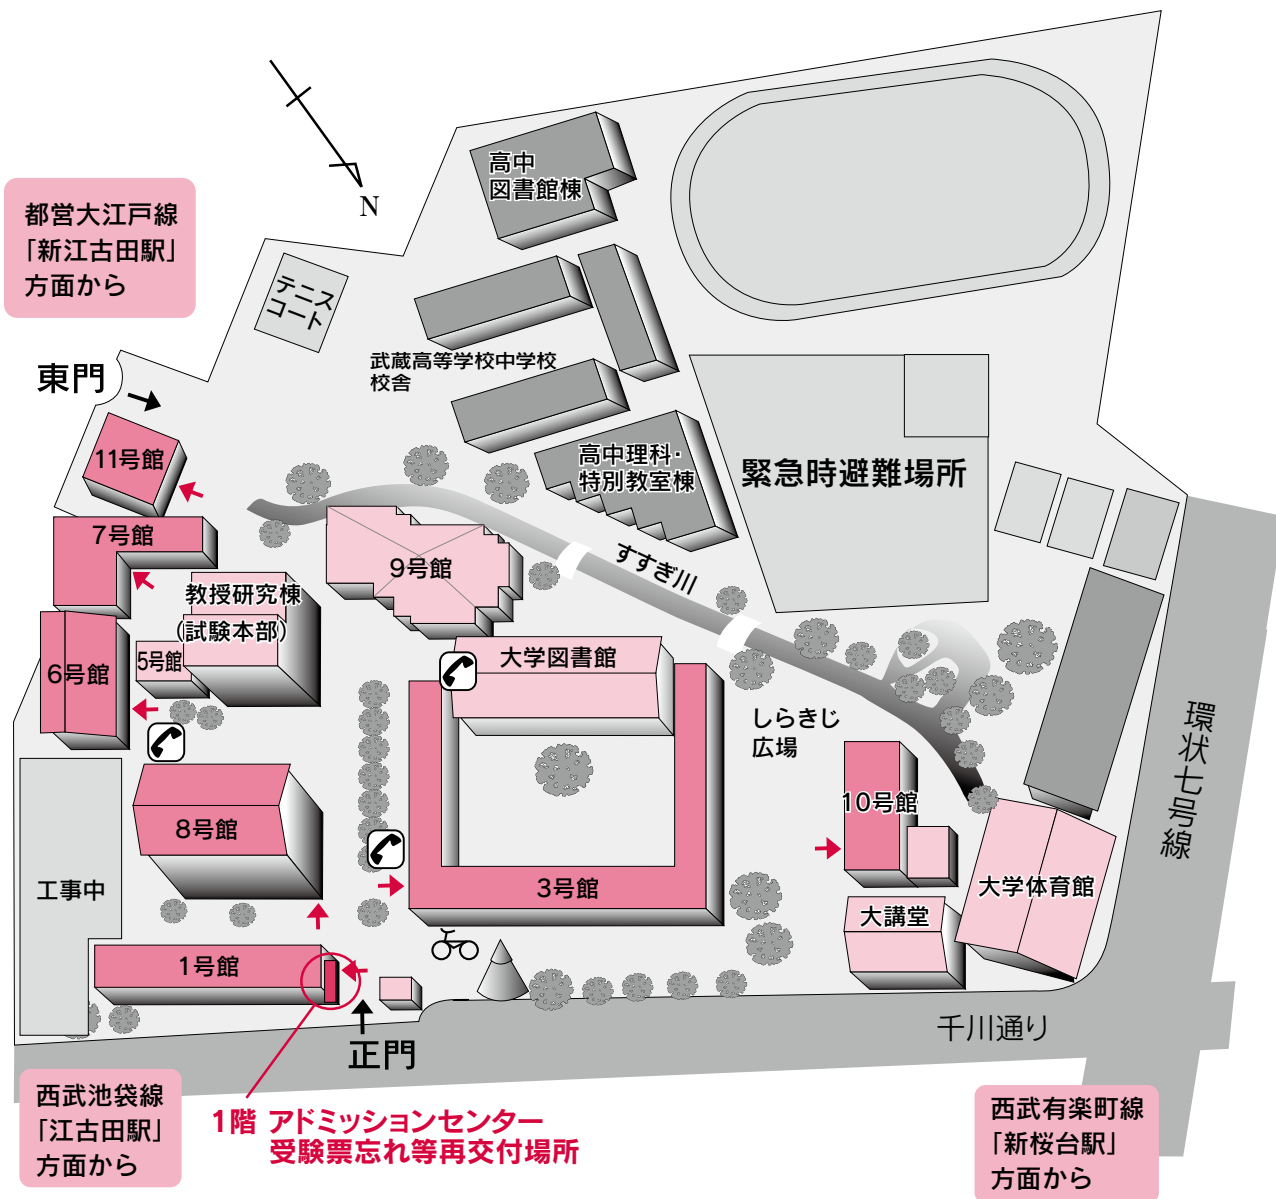 N
高中
図書館棟
都営大江戸線
「新江古田駅」
方面から
テニス
コート
東門
武蔵高等学校中学校
校舎
11号館
高中理科・
特別教室棟
緊急時避難場所
7号館
9号館
すすぎ川
教授研究棟
(試験本部)
5号館
6号館
大学図書館
しらきじ
広場
環状七号線
10号館
8号館
工事中
3号館
大学体育館
大講堂
1号館
千川通り
正門
西武池袋線
「江古田駅」
方面から
1階 アドミッションセンター
受験票忘れ等再交付場所
西武有楽町線
「新桜台駅」
方面から